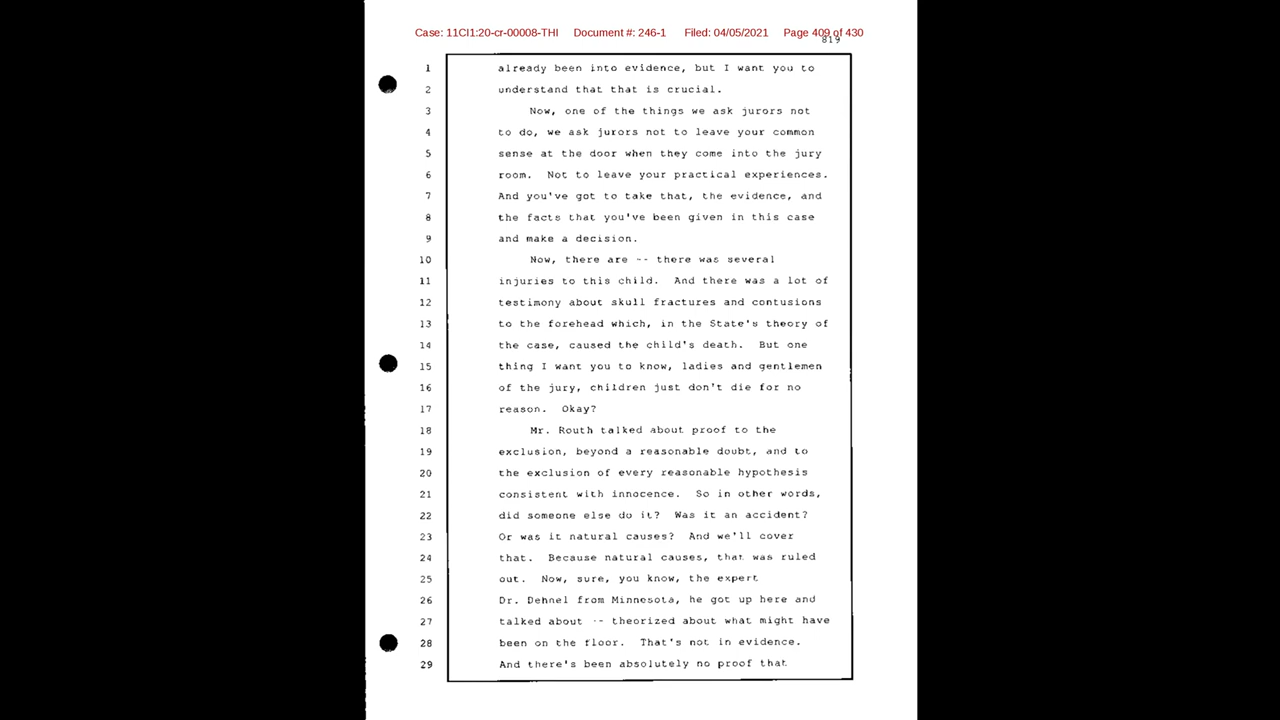 Case: 11CI1:20-cr-00008-THI Document #: 246-1 Filed: 04/05/2021 Page 409 of 430
819
1 already been into evidence, but I want you to
2 understand that that is crucial.
3 Now, one of the things we ask jurors not
4 to do, we ask jurors not to leave your common
5 sense at the door when they come into the jury
6 room. Not to leave your practical experiences.
7 And you've got to take that, the evidence, and
8 the facts that you've been given in this case
9 and make a decision.
10 Now, there are -- there was several
11 injuries to this child. And there was a lot of
12 testimony about skull fractures and contusions
13 to the forehead which, in the State's theory of
14 the case, caused the child's death. But one
15 thing I want you to know, ladies and gentlemen
16 of the jury, children just don't die for no
17 reason. Okay?
18 Mr. Routh talked about proof to the
19 exclusion, beyond a reasonable doubt, and to
20 the exclusion of every reasonable hypothesis
21 consistent with innocence. So in other words,
22 did someone else do it? Was it an accident?
23 Or was it natural causes? And we'll cover
24 that. Because natural causes, that was ruled
25 out. Now, sure, you know, the expert
26 Dr. Dehnel from Minnesota, he got up here and
27 talked about -- theorized about what might have
28 been on the floor. That's not in evidence.
29 And there's been absolutely no proof that